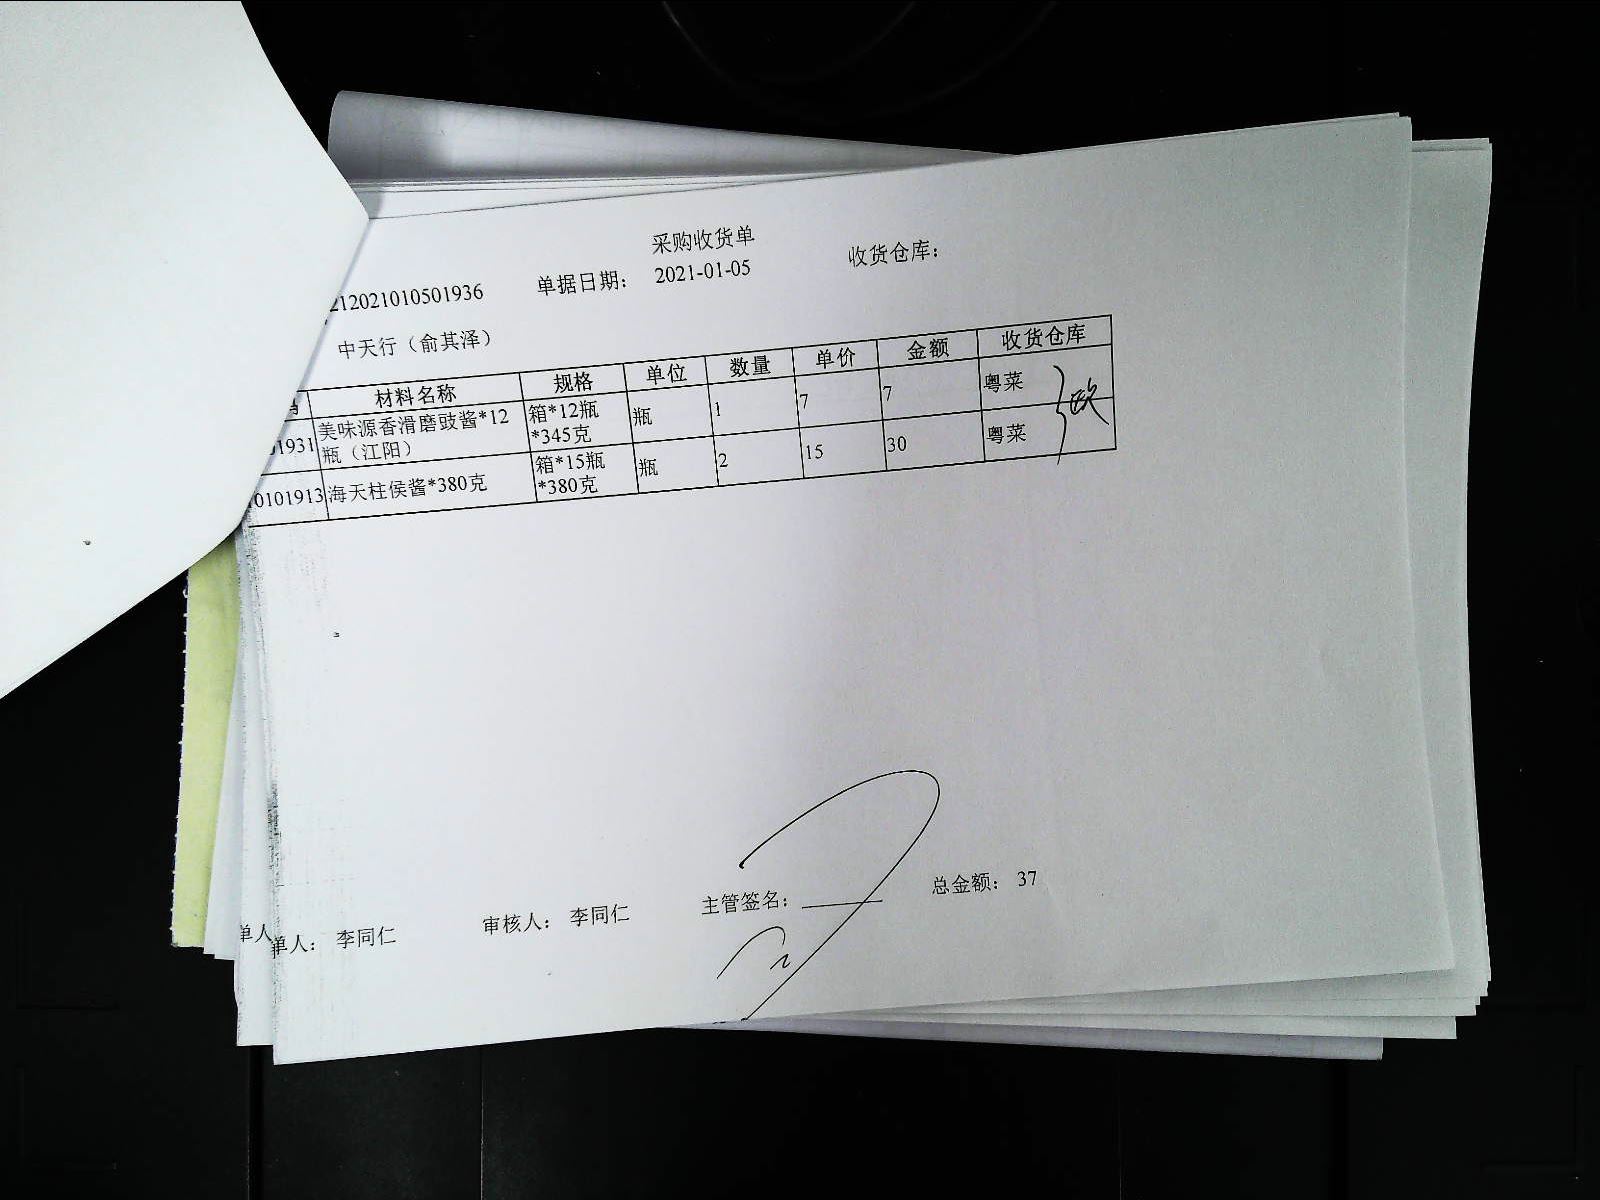 采购收货单
212021010501936 单据日期： 2021-01-05 收货仓库：
中天行（俞其泽）
材料名称 规格 单位 数量 单价 金额 收货仓库
01931 美味源香滑磨豉酱*12瓶（江阳） 箱*12瓶*345克 瓶 1 7 7 粤菜
0101913 海天柱侯酱*380克 箱*15瓶*380克 瓶 2 15 30 粤菜
单人： 李同仁 审核人： 李同仁 主管签名： 总金额： 37
单人